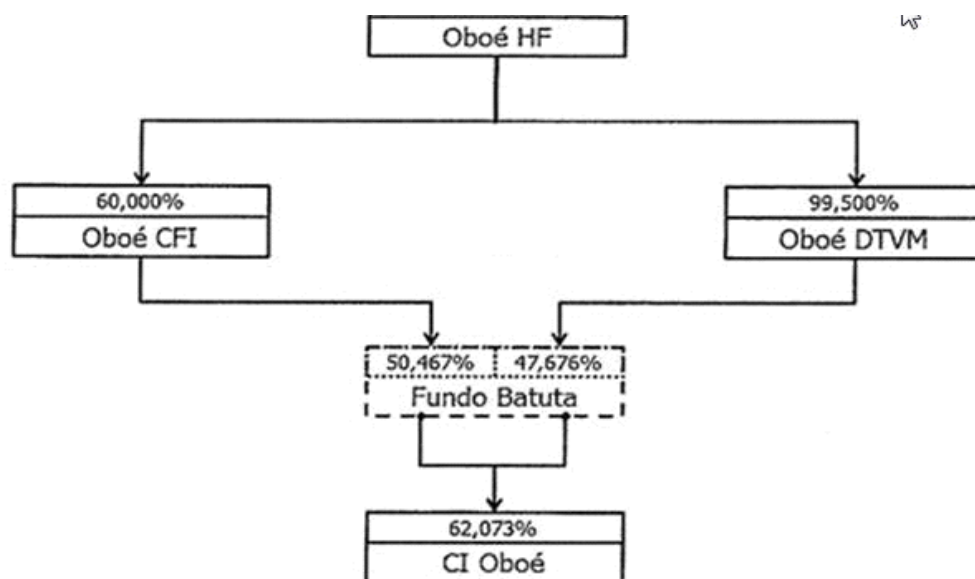 Oboé HF
60,000%
Oboé CFI
99,500%
Oboé DTVM
50,467% 47,676%
Fundo Batuta
62,073%
CI Oboé